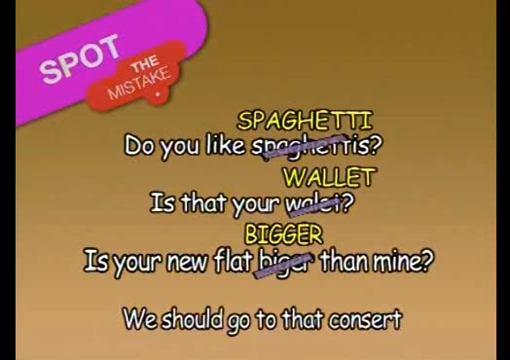 SPOT
THE
MISTAKE
SPAGHETTI
Do you like spaghettis?
WALLET
Is that your walet?
BIGGER
Is your new flat biger than mine?
We should go to that consert